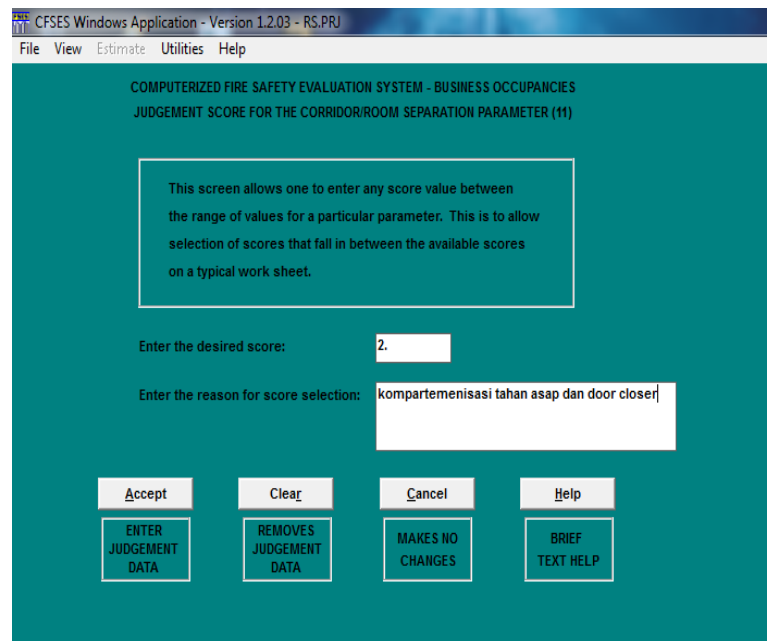 CFSES Windows Application - Version 1.2.03 - RS.PRJ
File View Estimate Utilities Help
COMPUTERIZED FIRE SAFETY EVALUATION SYSTEM - BUSINESS OCCUPANCIES
JUDGEMENT SCORE FOR THE CORRIDOR/ROOM SEPARATION PARAMETER (11)
This screen allows one to enter any score value between
the range of values for a particular parameter. This is to allow
selection of scores that fall in between the available scores
on a typical work sheet.
Enter the desired score: 2.
Enter the reason for score selection: kompartemenisasi tahan asap dan door closer
Accept Clear Cancel Help
ENTER
JUDGEMENT
DATA
REMOVES
JUDGEMENT
DATA
MAKES NO
CHANGES
BRIEF
TEXT HELP